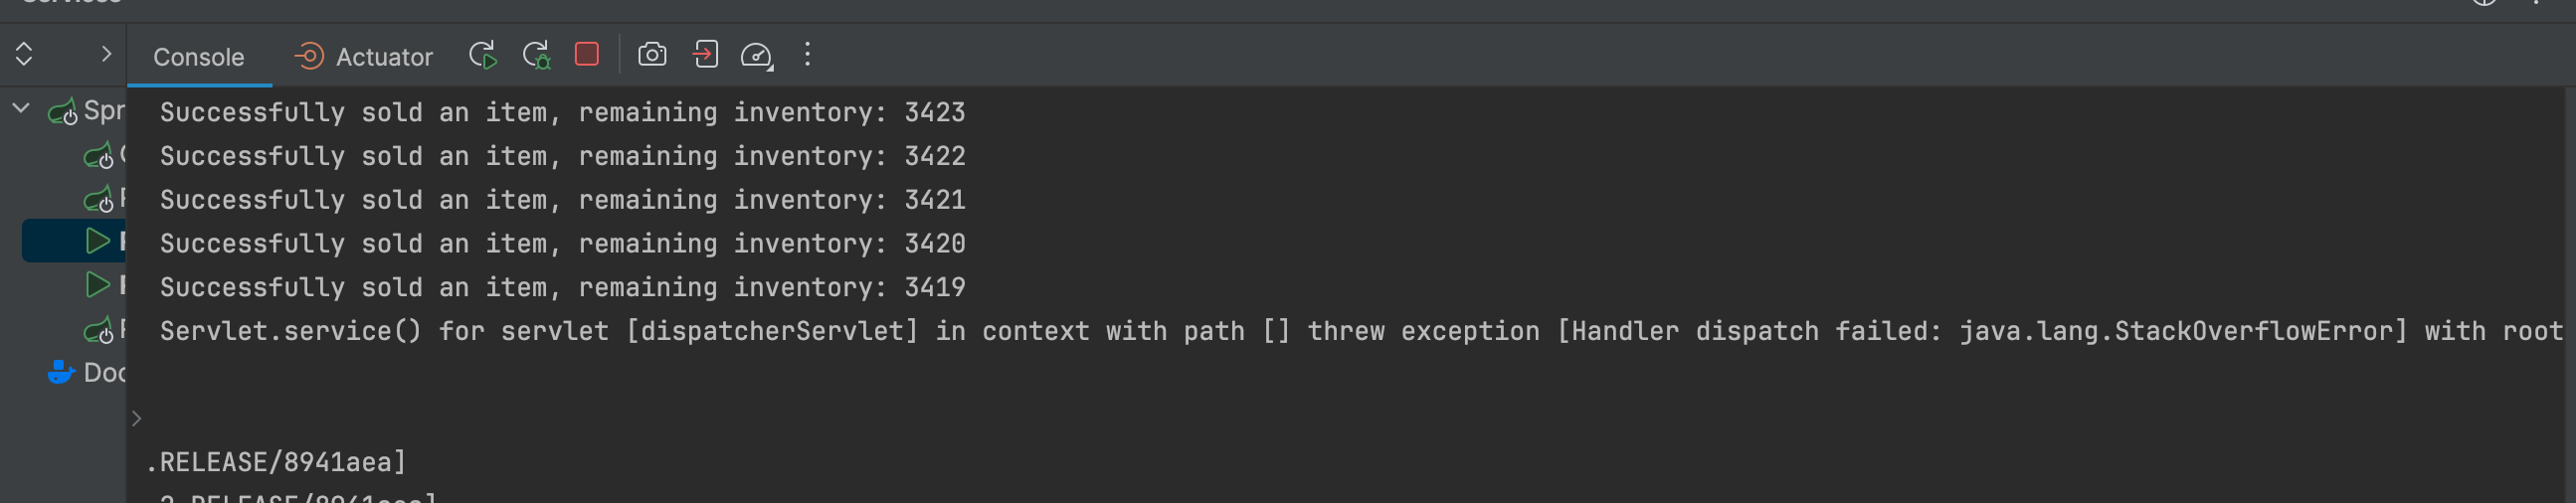 Console
Actuator
Spr
Successfully sold an item, remaining inventory: 3423
Successfully sold an item, remaining inventory: 3422
Successfully sold an item, remaining inventory: 3421
Successfully sold an item, remaining inventory: 3420
Successfully sold an item, remaining inventory: 3419
Servlet.service() for servlet [dispatcherServlet] in context with path [] threw exception [Handler dispatch failed: java.lang.StackOverflowError] with root
Doc
.RELEASE/8941aea]